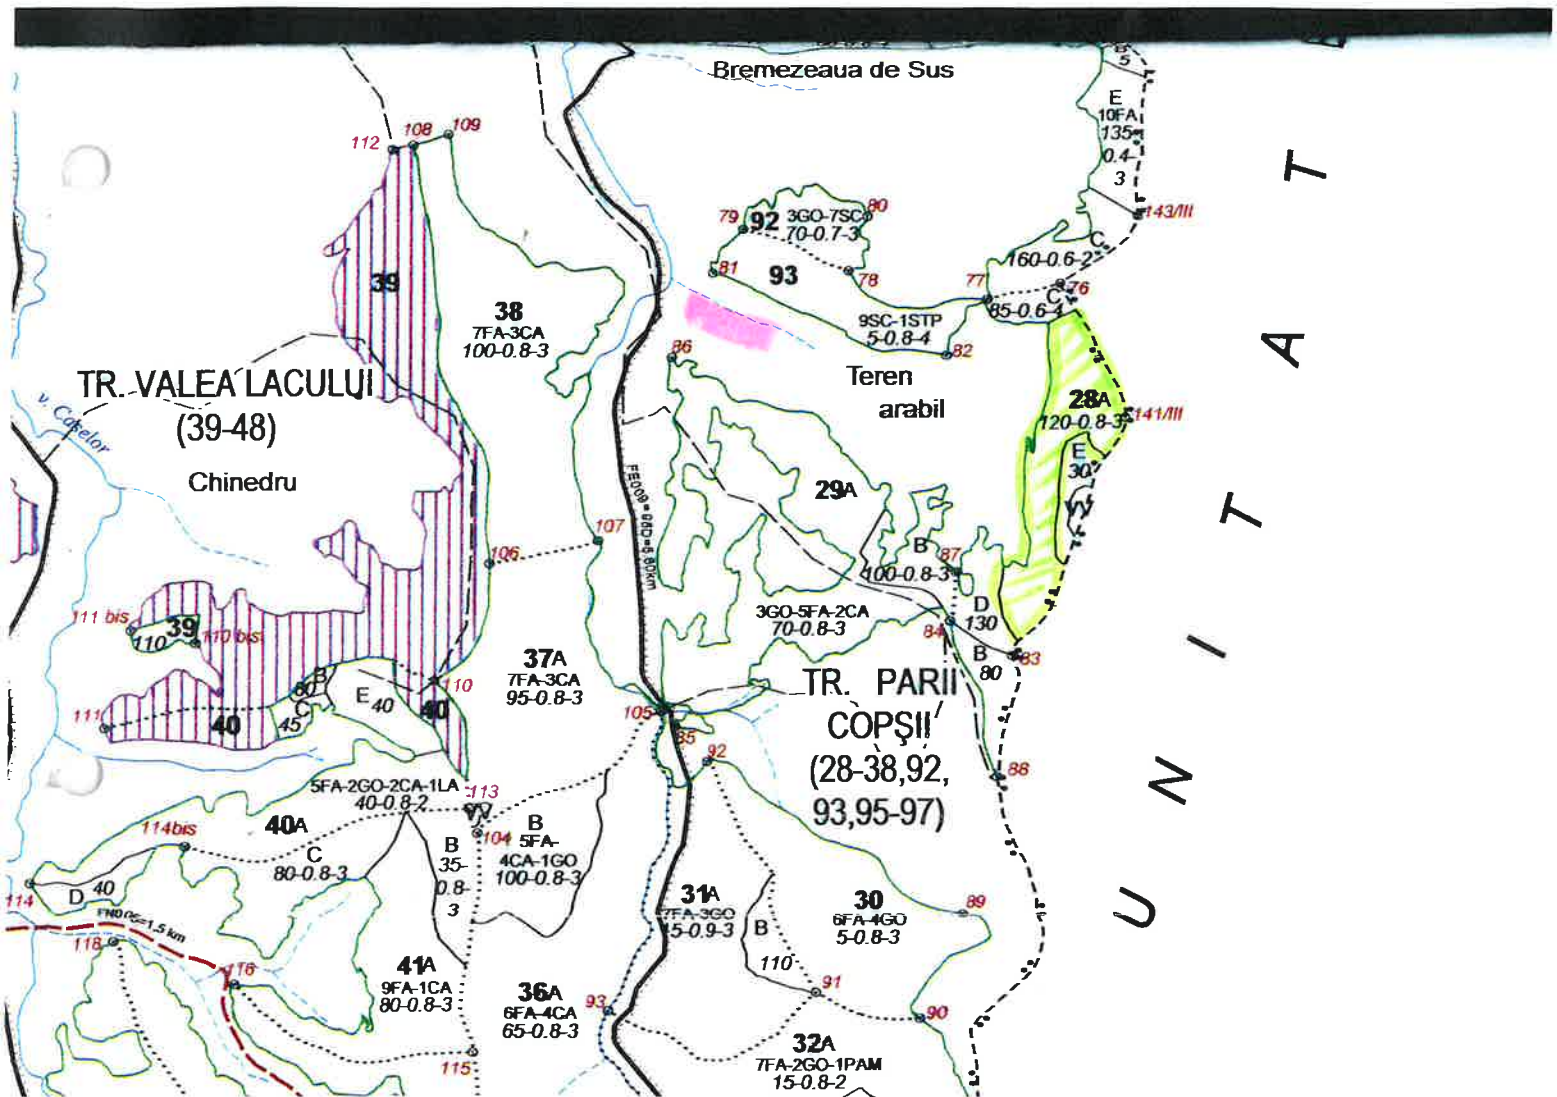 Bremezeaua de Sus
B
5
E
10FA
135-
0.4-
3
143/III
112
108
109
79
92
3GO-7SC
70-0.7-3
80
81
93
78
77
C
160-0.6-2
76
C
85-0.6-4
39
38
7FA-3CA
100-0.8-3
9SC-1STP
5-0.8-4
82
86
Teren
arabil
28A
120-0.8-3
141/III
E
30
VV
TR. VALEA LACULUI
(39-48)
v. Caselor
Chinedru
29A
107
106
B
100-0.8-3
87
D
130
3GO-5FA-2CA
70-0.8-3
84
B
80
83
111 bis
39
110
110 bis
37A
7FA-3CA
95-0.8-3
B
80
C
45
E 40
110
40
40
111
105
85
92
TR. PARII
COPȘII
(28-38,92,
93,95-97)
88
5FA-2GO-2CA-1LA
40-0.8-2
113
VV
104
40A
114bis
C
80-0.8-3
B
35-
0.8-
3
B
5FA-
4CA-1GO
100-0.8-3
D 40
114
118
116
31A
7FA-3GO
15-0.9-3
B
110
30
6FA-4GO
5-0.8-3
89
91
90
41A
9FA-1CA
80-0.8-3
36A
6FA-4CA
65-0.8-3
93
115
32A
7FA-2GO-1PAM
15-0.8-2
U N I T A T